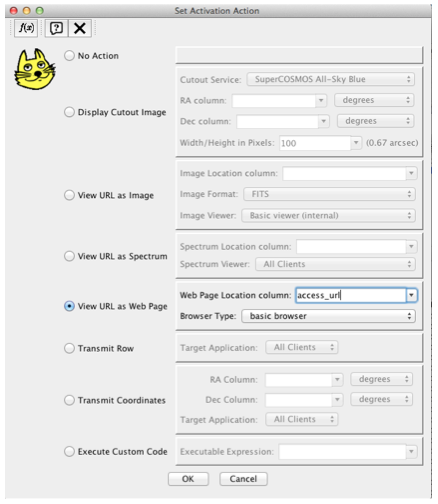 Set Activation Action
f(x)
No Action
Display Cutout Image
Cutout Service: SuperCOSMOS All-Sky Blue
RA column: degrees
Dec column: degrees
Width/Height in Pixels: 100 (0.67 arcsec)
View URL as Image
Image Location column:
Image Format: FITS
Image Viewer: Basic viewer (internal)
View URL as Spectrum
Spectrum Location column:
Spectrum Viewer: All Clients
View URL as Web Page
Web Page Location column: access_url
Browser Type: basic browser
Transmit Row
Target Application: All Clients
Transmit Coordinates
RA Column: degrees
Dec Column: degrees
Target Application: All Clients
Execute Custom Code
Executable Expression:
OK Cancel